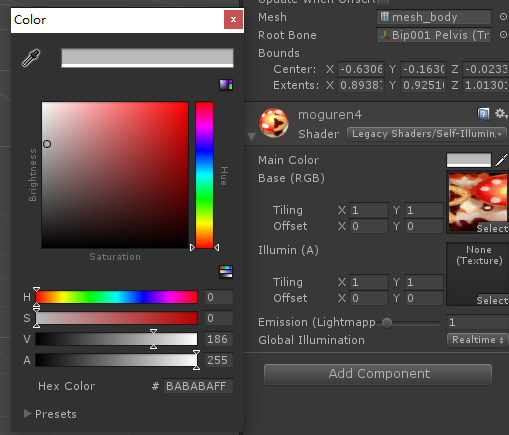 Color
Brightness
Hue
Saturation
H 0
S 0
V 186
A 255
Hex Color # BABABAFF
Presets
Mesh mesh_body
Root Bone Bip001 Pelvis (Tr
Bounds
Center: X -0.6306 Y -0.1630 Z -0.0233
Extents: X 0.89387 Y 0.92510 Z 1.01301
moguren4
Shader Legacy Shaders/Self-Illumin,
Main Color
Base (RGB)
Tiling X 1 Y 1
Offset X 0 Y 0
Select
Illumin (A)
None
(Texture)
Tiling X 1 Y 1
Offset X 0 Y 0
Select
Emission (Lightmapp 1
Global Illumination Realtime
Add Component